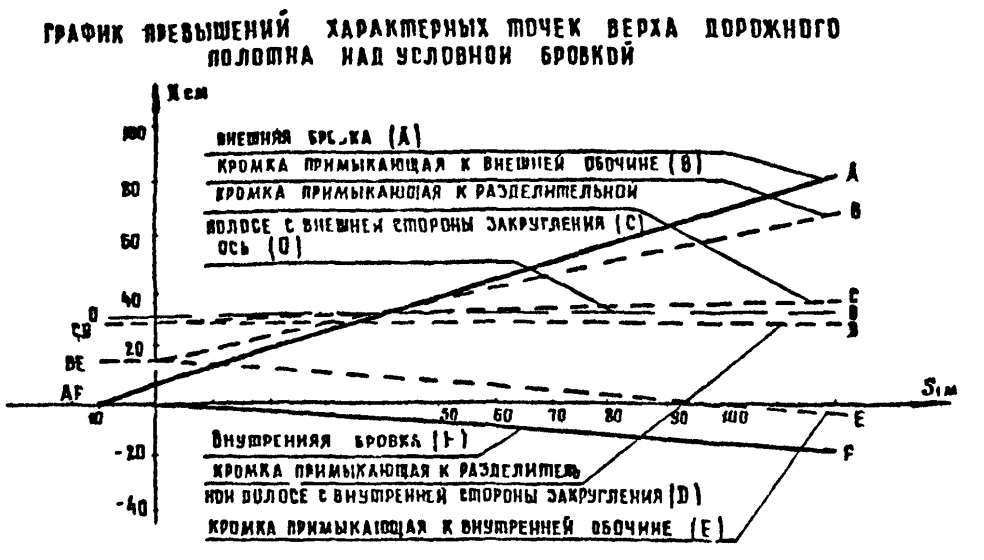 ГРАФИК ПРЕВЫШЕНИЙ ХАРАКТЕРНЫХ ТОЧЕК ВЕРХА ДОРОЖНОГО
ПОЛОТНА НАД УСЛОВНОЙ БРОВКОЙ
H см
100
ВНЕШНЯЯ БРОВКА (А)
КРОМКА ПРИМЫКАЮЩАЯ К ВНЕШНЕЙ ОБОЧИНЕ (В)
80
А
КРОМКА ПРИМЫКАЮЩАЯ К РАЗДЕЛИТЕЛЬНОЙ
В
ПОЛОСЕ С ВНЕШНЕЙ СТОРОНЫ ЗАКРУГЛЕНИЯ (С)
60
ОСЬ (О)
40
С
О
О
СD
D
20
ВЕ
АF
S, м
10
50 60 70 80 90 100
Е
ВНУТРЕННЯЯ БРОВКА (F)
-20
F
КРОМКА ПРИМЫКАЮЩАЯ К РАЗДЕЛИТЕЛЬ
НОЙ ПОЛОСЕ С ВНУТРЕННЕЙ СТОРОНЫ ЗАКРУГЛЕНИЯ (D)
-40
КРОМКА ПРИМЫКАЮЩАЯ К ВНУТРЕННЕЙ ОБОЧИНЕ (Е)